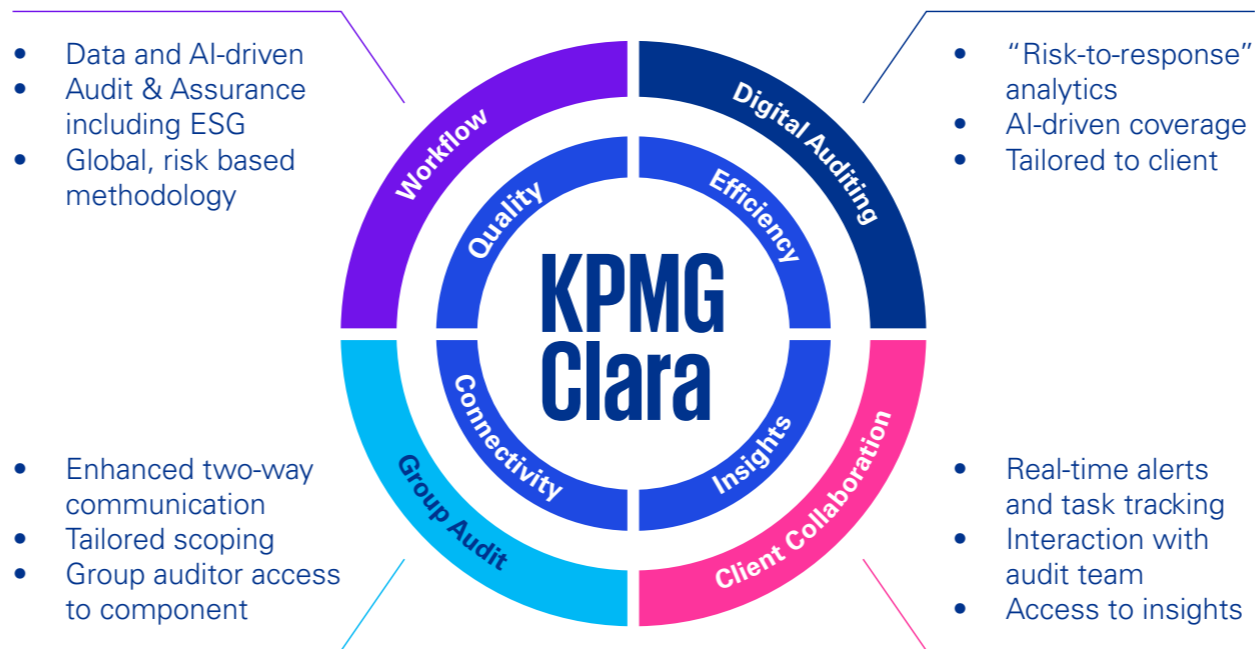 • Data and AI-driven
• Audit & Assurance
including ESG
• Global, risk based
methodology
• “Risk-to-response”
analytics
• AI-driven coverage
• Tailored to client
Workflow
Digital Auditing
Quality
Efficiency
KPMG
Clara
Connectivity
Insights
Group Audit
Client Collaboration
• Enhanced two-way
communication
• Tailored scoping
• Group auditor access
to component
• Real-time alerts
and task tracking
• Interaction with
audit team
• Access to insights